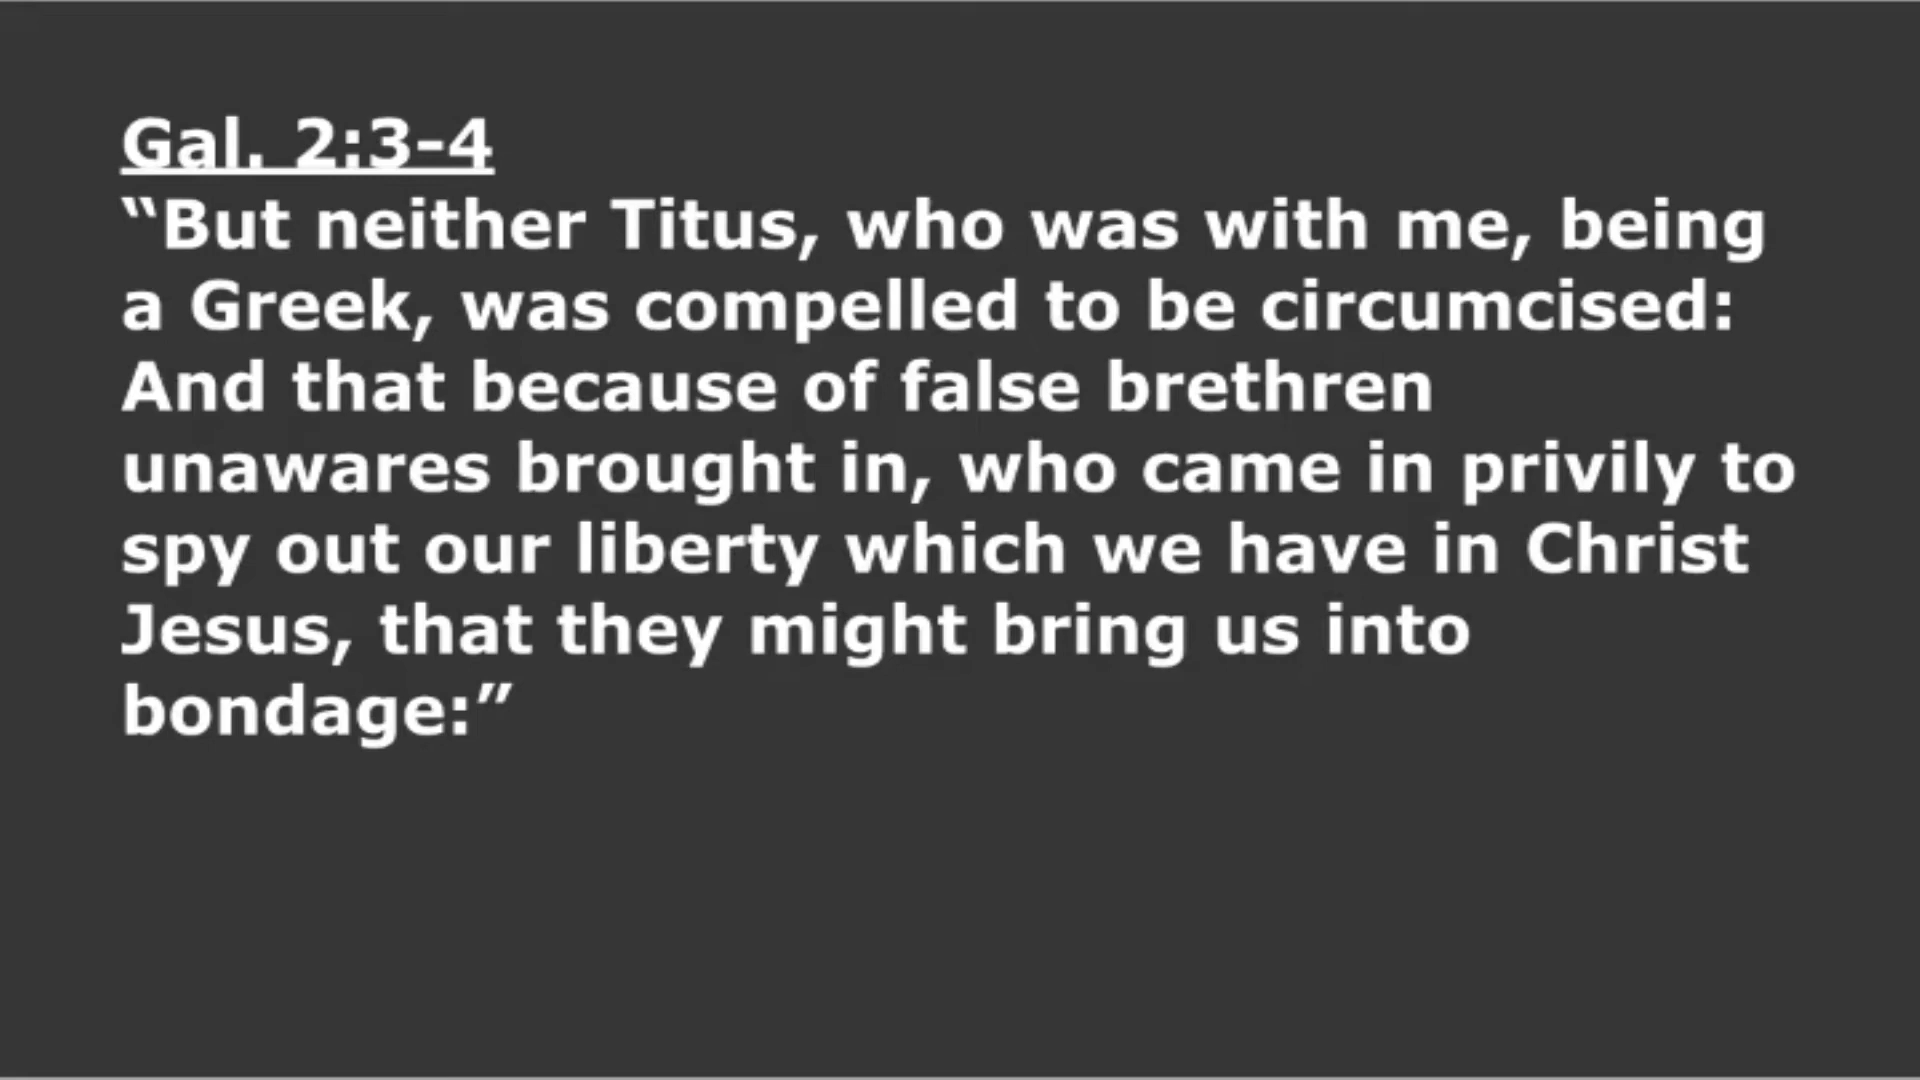 Gal. 2:3-4
“But neither Titus, who was with me, being
a Greek, was compelled to be circumcised:
And that because of false brethren
unawares brought in, who came in privily to
spy out our liberty which we have in Christ
Jesus, that they might bring us into
bondage:”